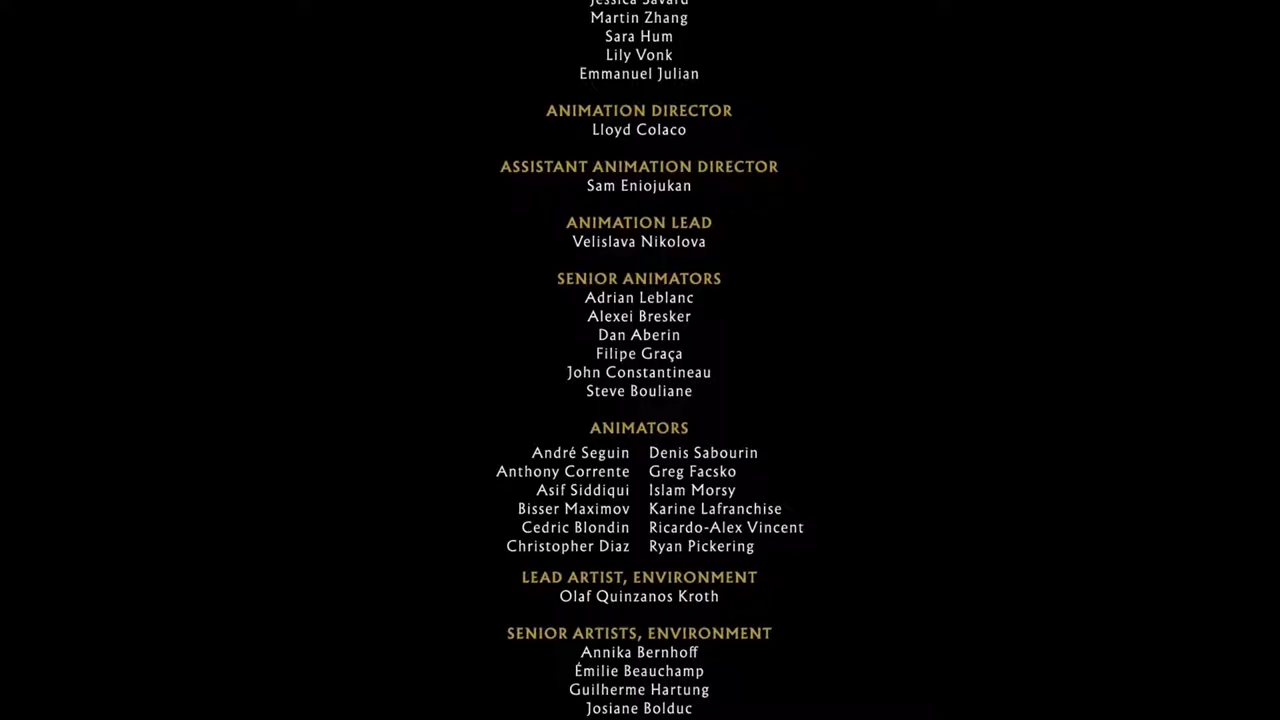 Jessica Savard
Martin Zhang
Sara Hum
Lily Vonk
Emmanuel Julian
ANIMATION DIRECTOR
Lloyd Colaco
ASSISTANT ANIMATION DIRECTOR
Sam Eniojukan
ANIMATION LEAD
Velislava Nikolova
SENIOR ANIMATORS
Adrian Leblanc
Alexei Bresker
Dan Aberin
Filipe Graça
John Constantineau
Steve Bouliane
ANIMATORS
André Seguin Denis Sabourin
Anthony Corrente Greg Facsko
Asif Siddiqui Islam Morsy
Bisser Maximov Karine Lafranchise
Cedric Blondin Ricardo-Alex Vincent
Christopher Diaz Ryan Pickering
LEAD ARTIST, ENVIRONMENT
Olaf Quinzanos Kroth
SENIOR ARTISTS, ENVIRONMENT
Annika Bernhoff
Émilie Beauchamp
Guilherme Hartung
Josiane Bolduc